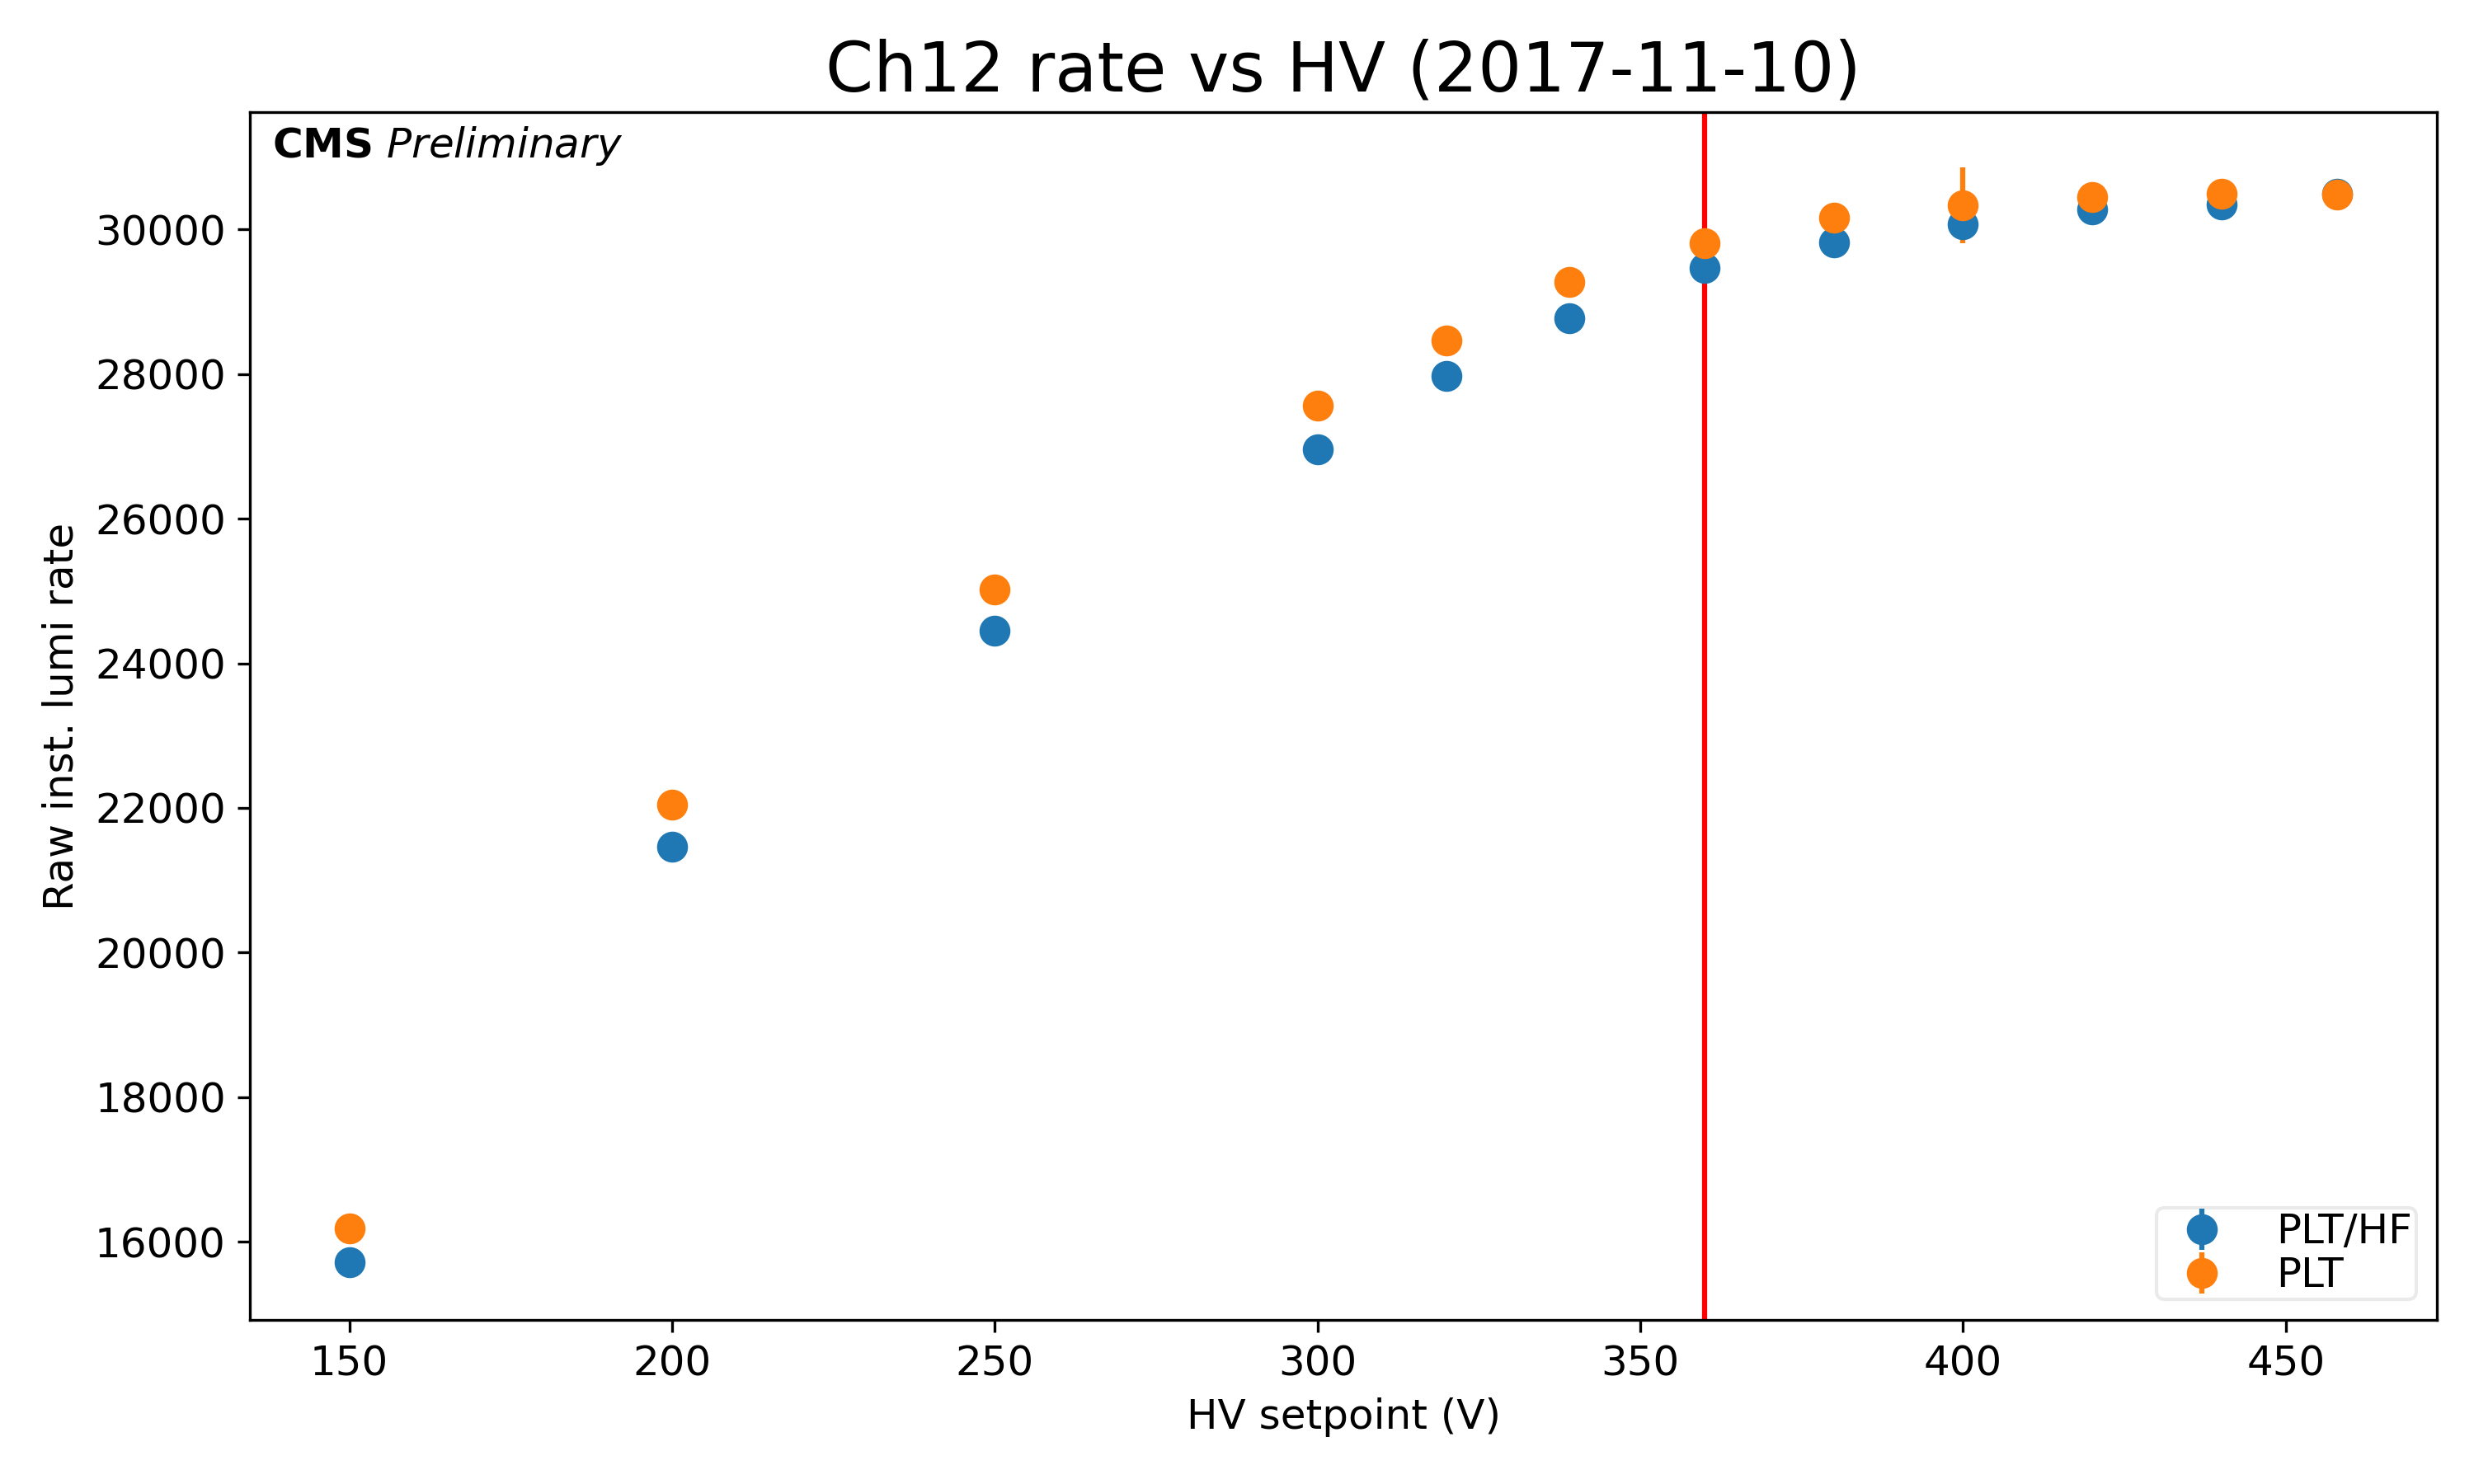 Ch12 rate vs HV (2017-11-10)
CMS Preliminary
Raw inst. lumi rate
30000
28000
26000
24000
22000
20000
18000
16000
150 200 250 300 350 400 450
HV setpoint (V)
PLT/HF
PLT